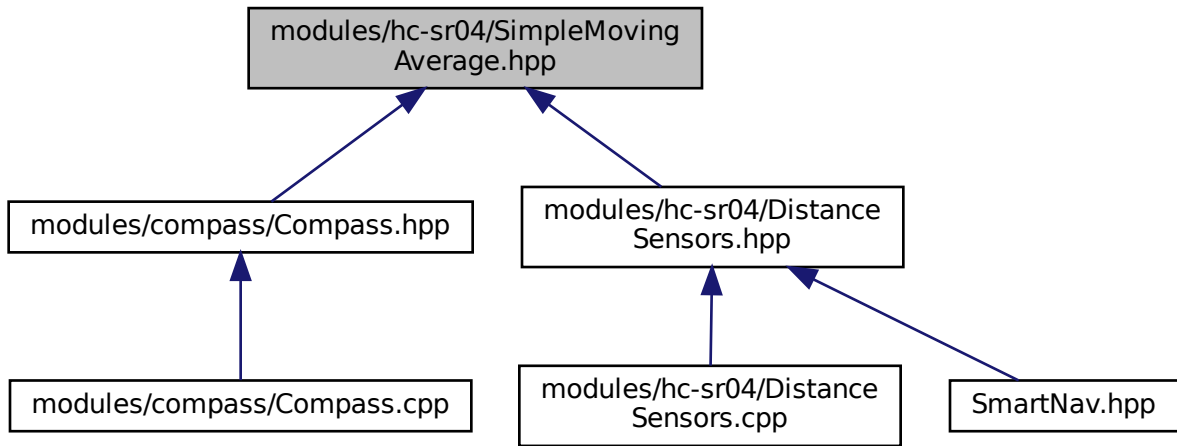 modules/hc-sr04/SimpleMoving
Average.hpp
modules/compass/Compass.hpp
modules/hc-sr04/Distance
Sensors.hpp
modules/compass/Compass.cpp
modules/hc-sr04/Distance
Sensors.cpp
SmartNav.hpp